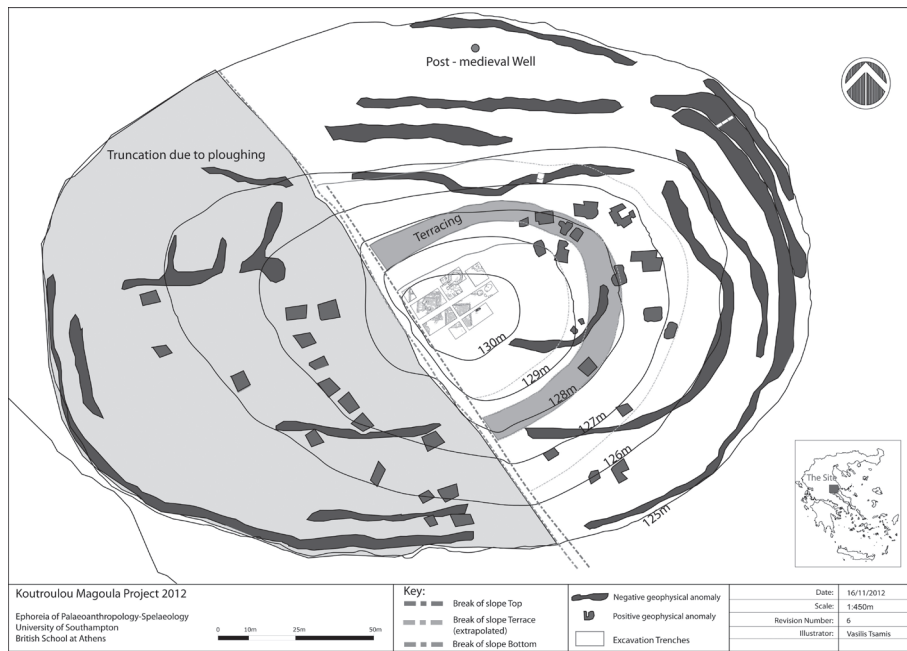 Post - medieval Well
Truncation due to ploughing
Terracing
130m
129m
128m
127m
126m
125m
The Site
Koutroulou Magoula Project 2012
Ephoreia of Palaeoanthropology-Spelaeology
University of Southampton
British School at Athens
0 10m 25m 50m
Key:
Break of slope Top
Break of slope Terrace
(extrapolated)
Break of slope Bottom
Negative geophysical anomaly
Positive geophysical anomaly
Excavation Trenches
Date: 16/11/2012
Scale: 1:450m
Revision Number: 6
Illustrator: Vasilis Tsamis